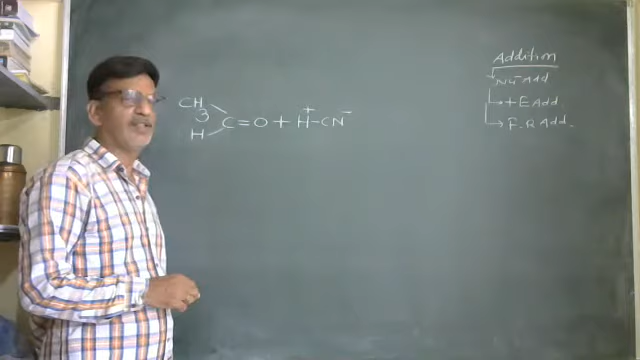 CH3
C=O + H+-CN-
H
Addition
Nu- Add
+E Add.
F.R Add.